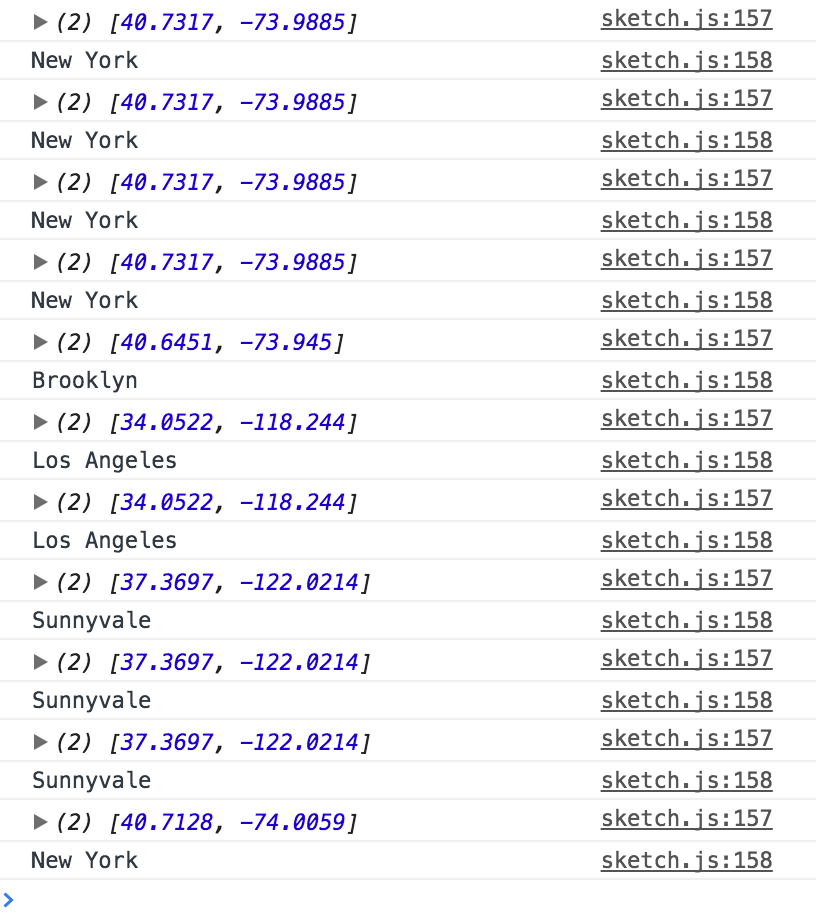 ▶ (2) [40.7317, -73.9885] sketch.js:157
New York sketch.js:158
▶ (2) [40.7317, -73.9885] sketch.js:157
New York sketch.js:158
▶ (2) [40.7317, -73.9885] sketch.js:157
New York sketch.js:158
▶ (2) [40.7317, -73.9885] sketch.js:157
New York sketch.js:158
▶ (2) [40.6451, -73.945] sketch.js:157
Brooklyn sketch.js:158
▶ (2) [34.0522, -118.244] sketch.js:157
Los Angeles sketch.js:158
▶ (2) [34.0522, -118.244] sketch.js:157
Los Angeles sketch.js:158
▶ (2) [37.3697, -122.0214] sketch.js:157
Sunnyvale sketch.js:158
▶ (2) [37.3697, -122.0214] sketch.js:157
Sunnyvale sketch.js:158
▶ (2) [37.3697, -122.0214] sketch.js:157
Sunnyvale sketch.js:158
▶ (2) [40.7128, -74.0059] sketch.js:157
New York sketch.js:158
>